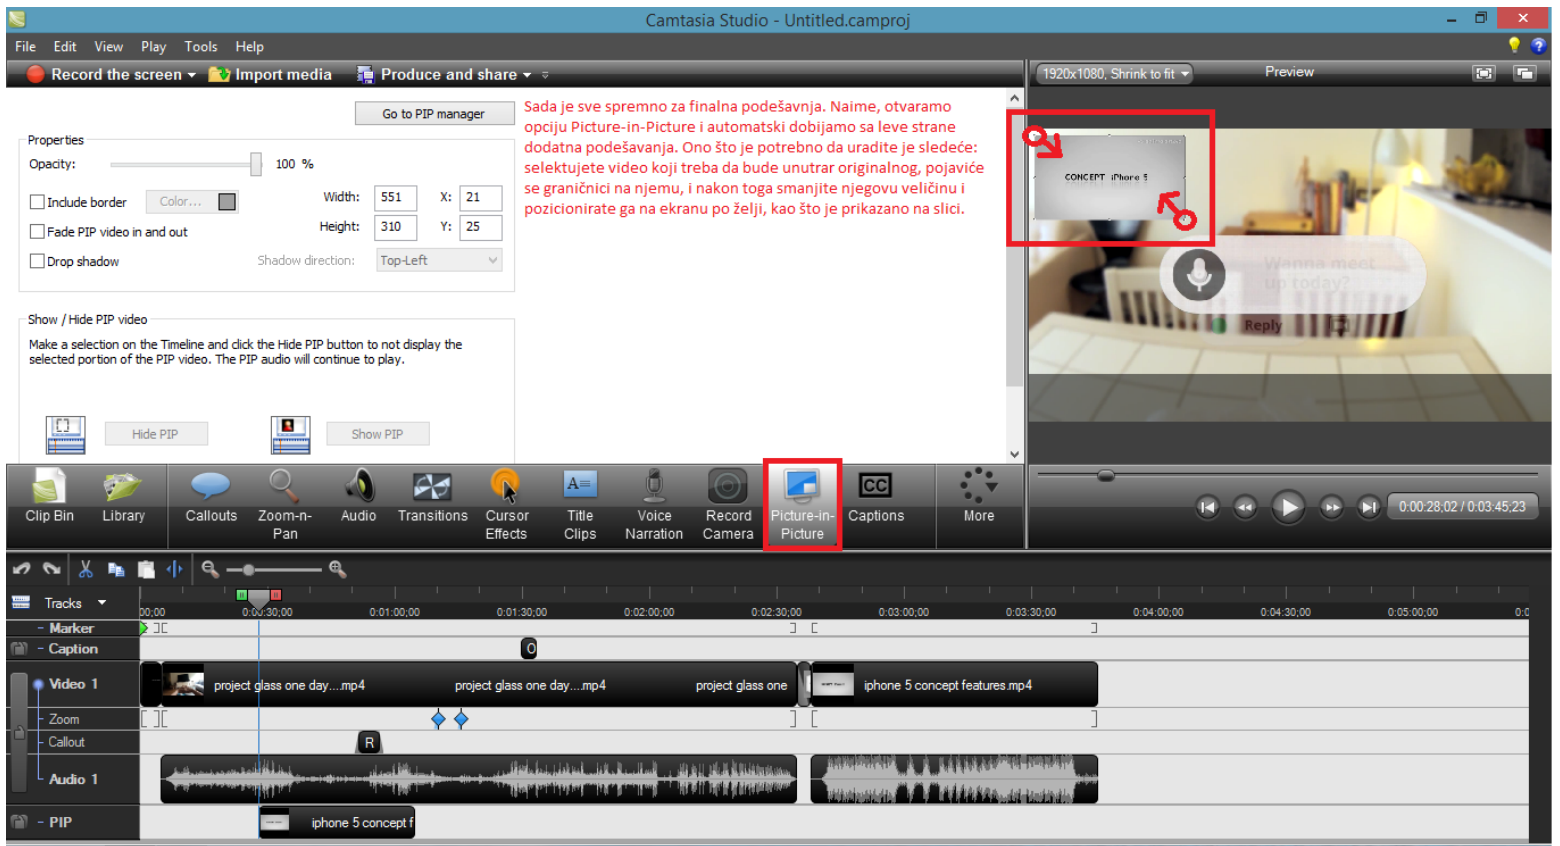 Camtasia Studio - Untitled.camproj
File Edit View Play Tools Help
Record the screen Import media Produce and share
1920x1080, Shrink to fit Preview
Go to PIP manager
Properties
Opacity: 100 %
Include border Color... Width: 551 X: 21
Fade PIP video in and out Height: 310 Y: 25
Drop shadow Shadow direction: Top-Left
Show / Hide PIP video
Make a selection on the Timeline and click the Hide PIP button to not display the
selected portion of the PIP video. The PIP audio will continue to play.
Hide PIP Show PIP
Sada je sve spremno za finalna podešavnja. Naime, otvaramo
opciju Picture-in-Picture i automatski dobijamo sa leve strane
dodatna podešavanja. Ono što je potrebno da uradite je sledeće:
selektujete video koji treba da bude unutrar originalnog, pojaviće
se graničnici na njemu, i nakon toga smanjite njegovu veličinu i
pozicionirate ga na ekranu po želji, kao što je prikazano na slici.
CONCEPT iPhone 5
Wanna meet
up today?
Reply
Clip Bin Library Callouts Zoom-n-
Pan Audio Transitions Cursor
Effects Title
Clips Voice
Narration Record
Camera Picture-in-
Picture Captions More
CC
A
0:00:28;02 / 0:03:45;23
Tracks
00;00 0:00:30;00 0:01:00;00 0:01:30;00 0:02:00;00 0:02:30;00 0:03:00;00 0:03:30;00 0:04:00;00 0:04:30;00 0:05:00;00 0:0
- Marker
- Caption O
Video 1 project glass one day....mp4 project glass one day....mp4 project glass one iphone 5 concept features.mp4
- Zoom
- Callout R
Audio 1
- PIP iphone 5 concept f